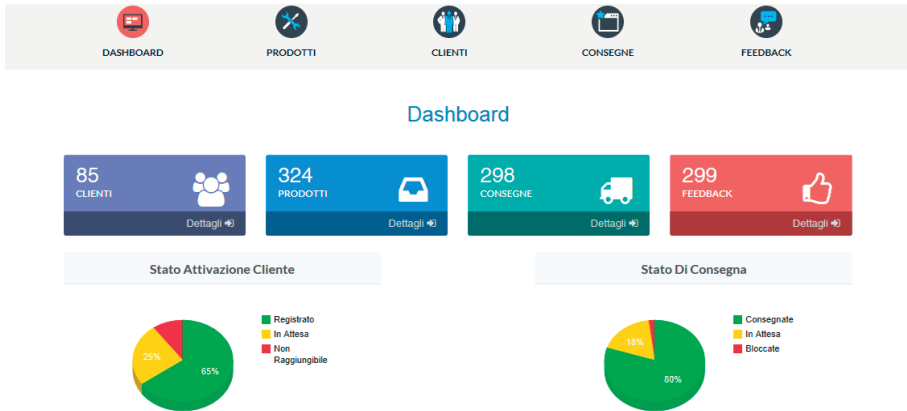 DASHBOARD
PRODOTTI
CLIENTI
CONSEGNE
FEEDBACK
Dashboard
85
CLIENTI
Dettagli
324
PRODOTTI
Dettagli
298
CONSEGNE
Dettagli
299
FEEDBACK
Dettagli
Stato Attivazione Cliente
25%
65%
Registrato
In Attesa
Non
Raggiungibile
Stato Di Consegna
18%
80%
Consegnate
In Attesa
Bloccate